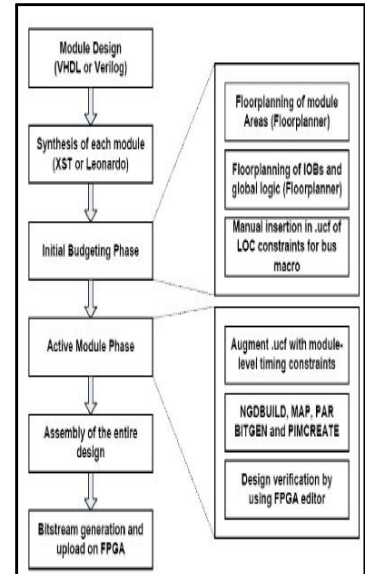 Module Design
(VHDL or Verilog)
Synthesis of each module
(XST or Leonardo)
Initial Budgeting Phase
Active Module Phase
Assembly of the entire
design
Bitstream generation and
upload on FPGA
Floorplanning of module
Areas (Floorplanner)
Floorplanning of IOBs and
global logic (Floorplanner)
Manual insertion in .ucf of
LOC constraints for bus
macro
Augment .ucf with module-
level timing constraints
NGDBUILD, MAP, PAR
BITGEN and PIMCREATE
Design verification by
using FPGA editor